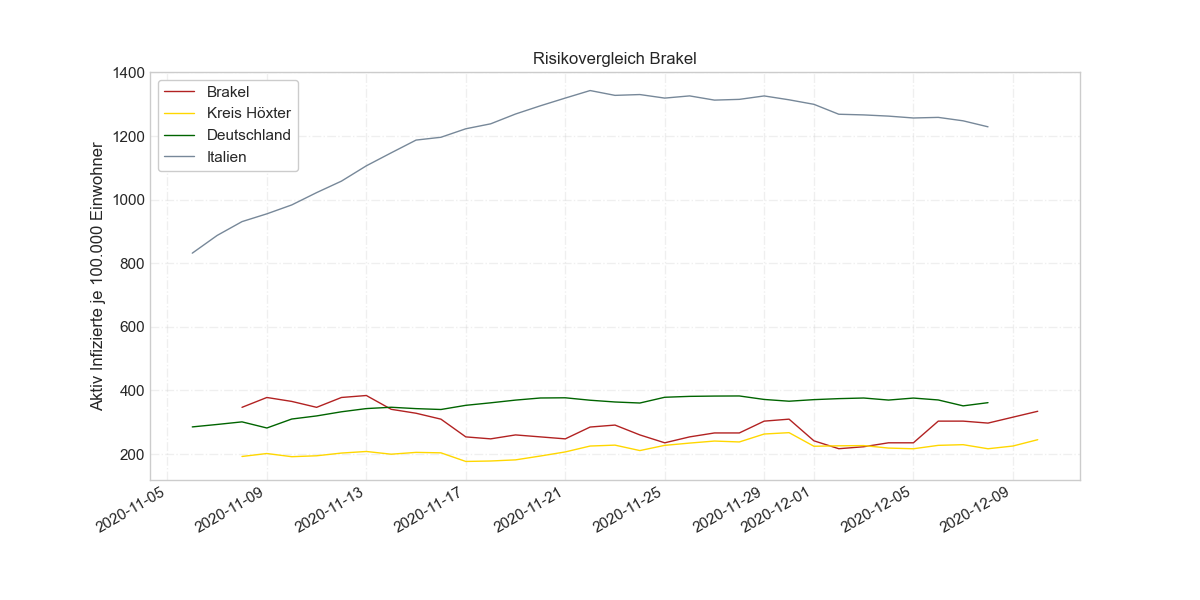 Risikovergleich Brakel
Aktiv Infizierte je 100.000 Einwohner
1400
1200
1000
800
600
400
200
Brakel
Kreis Höxter
Deutschland
Italien
2020-11-05
2020-11-09
2020-11-13
2020-11-17
2020-11-21
2020-11-25
2020-11-29
2020-12-01
2020-12-05
2020-12-09